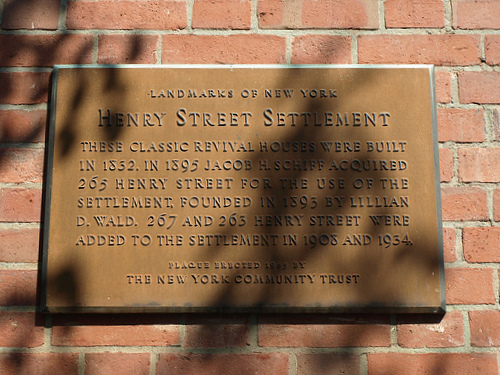 LANDMARKS OF NEW YORK
HENRY STREET SETTLEMENT
THESE CLASSIC REVIVAL HOUSES WERE BUILT
IN 1832. IN 1895 JACOB H. SCHIFF ACQUIRED
265 HENRY STREET FOR THE USE OF THE
SETTLEMENT, FOUNDED IN 1893 BY LILLIAN
D. WALD. 267 AND 263 HENRY STREET WERE
ADDED TO THE SETTLEMENT IN 1908 AND 1934.
PLAQUE ERECTED BY
THE NEW YORK COMMUNITY TRUST